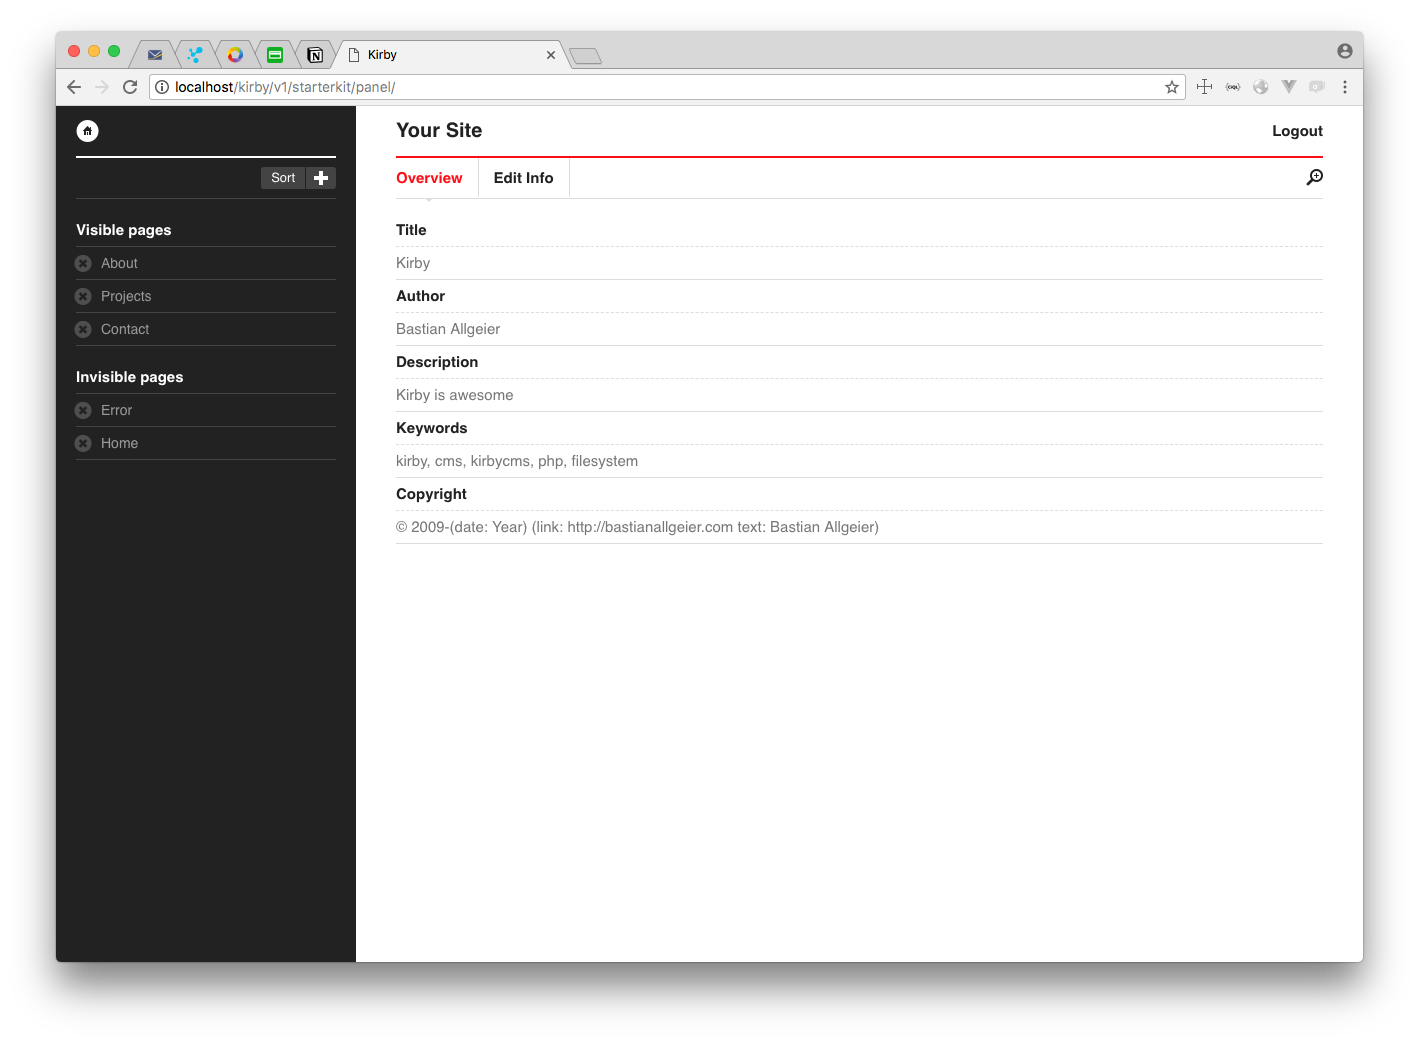 Kirby
localhost/kirby/v1/starterkit/panel/
Your Site
Logout
Sort
Overview
Edit Info
Visible pages
About
Projects
Contact
Invisible pages
Error
Home
Title
Kirby
Author
Bastian Allgeier
Description
Kirby is awesome
Keywords
kirby, cms, kirbycms, php, filesystem
Copyright
© 2009-(date: Year) (link: http://bastianallgeier.com text: Bastian Allgeier)